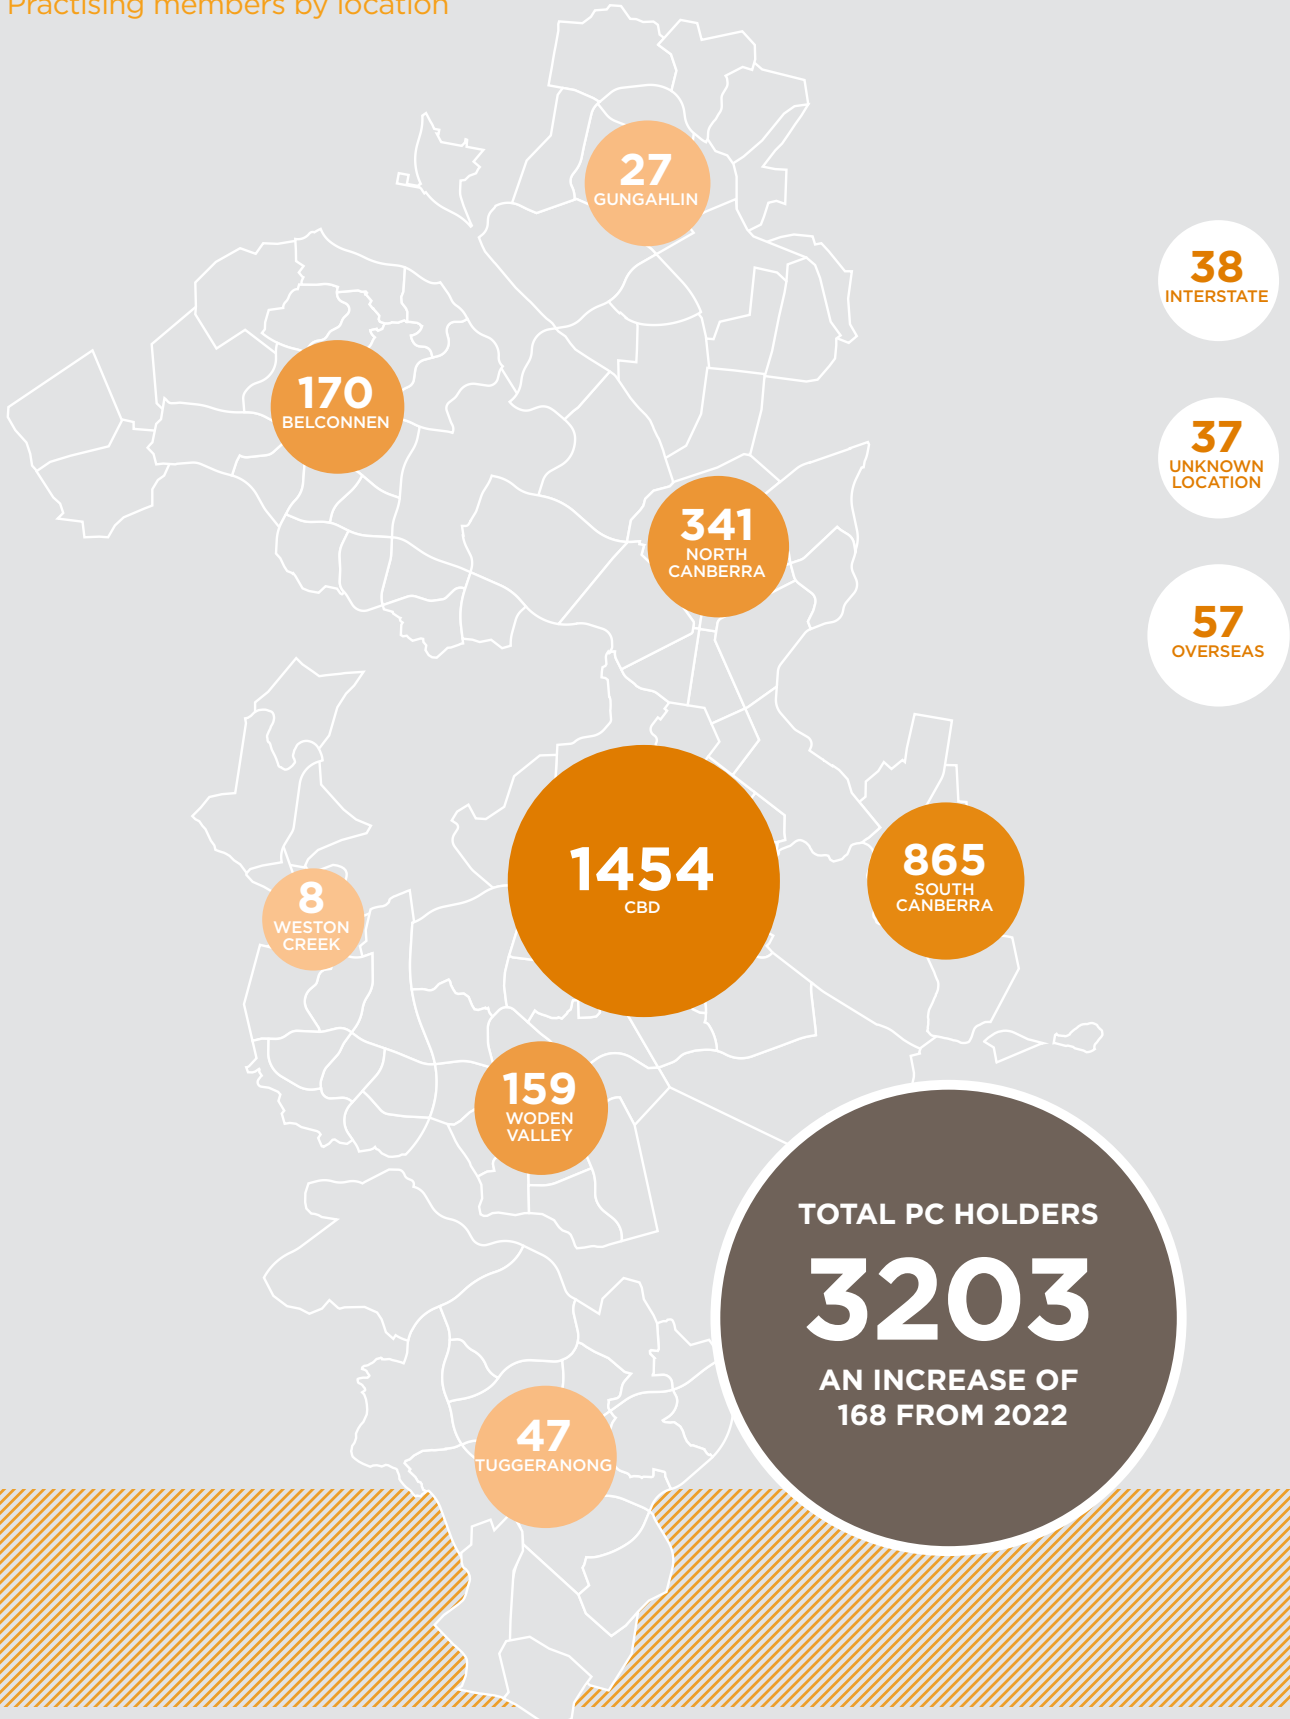 Practising members by location
27
GUNGAHLIN
38
INTERSTATE
170
BELCONNEN
37
UNKNOWN
LOCATION
341
NORTH
CANBERRA
57
OVERSEAS
1454
CBD
865
SOUTH
CANBERRA
8
WESTON
CREEK
159
WODEN
VALLEY
TOTAL PC HOLDERS
3203
AN INCREASE OF
168 FROM 2022
47
TUGGERANONG